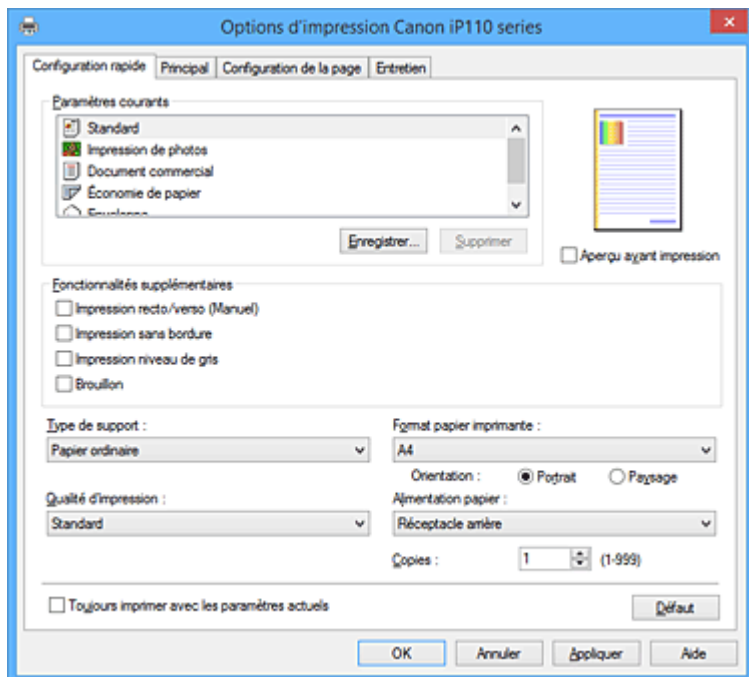 Options d'impression Canon iP110 series
Configuration rapide Principal Configuration de la page Entretien
Paramètres courants
Standard
Impression de photos
Document commercial
Économie de papier
Enregistrer... Supprimer
Aperçu avant impression
Fonctionnalités supplémentaires
Impression recto/verso (Manuel)
Impression sans bordure
Impression niveau de gris
Brouillon
Type de support :
Papier ordinaire
Format papier imprimante :
A4
Orientation : Portrait Paysage
Qualité d'impression :
Standard
Alimentation papier :
Réceptacle arrière
Copies : 1 (1-999)
Toujours imprimer avec les paramètres actuels
Défaut
OK Annuler Appliquer Aide